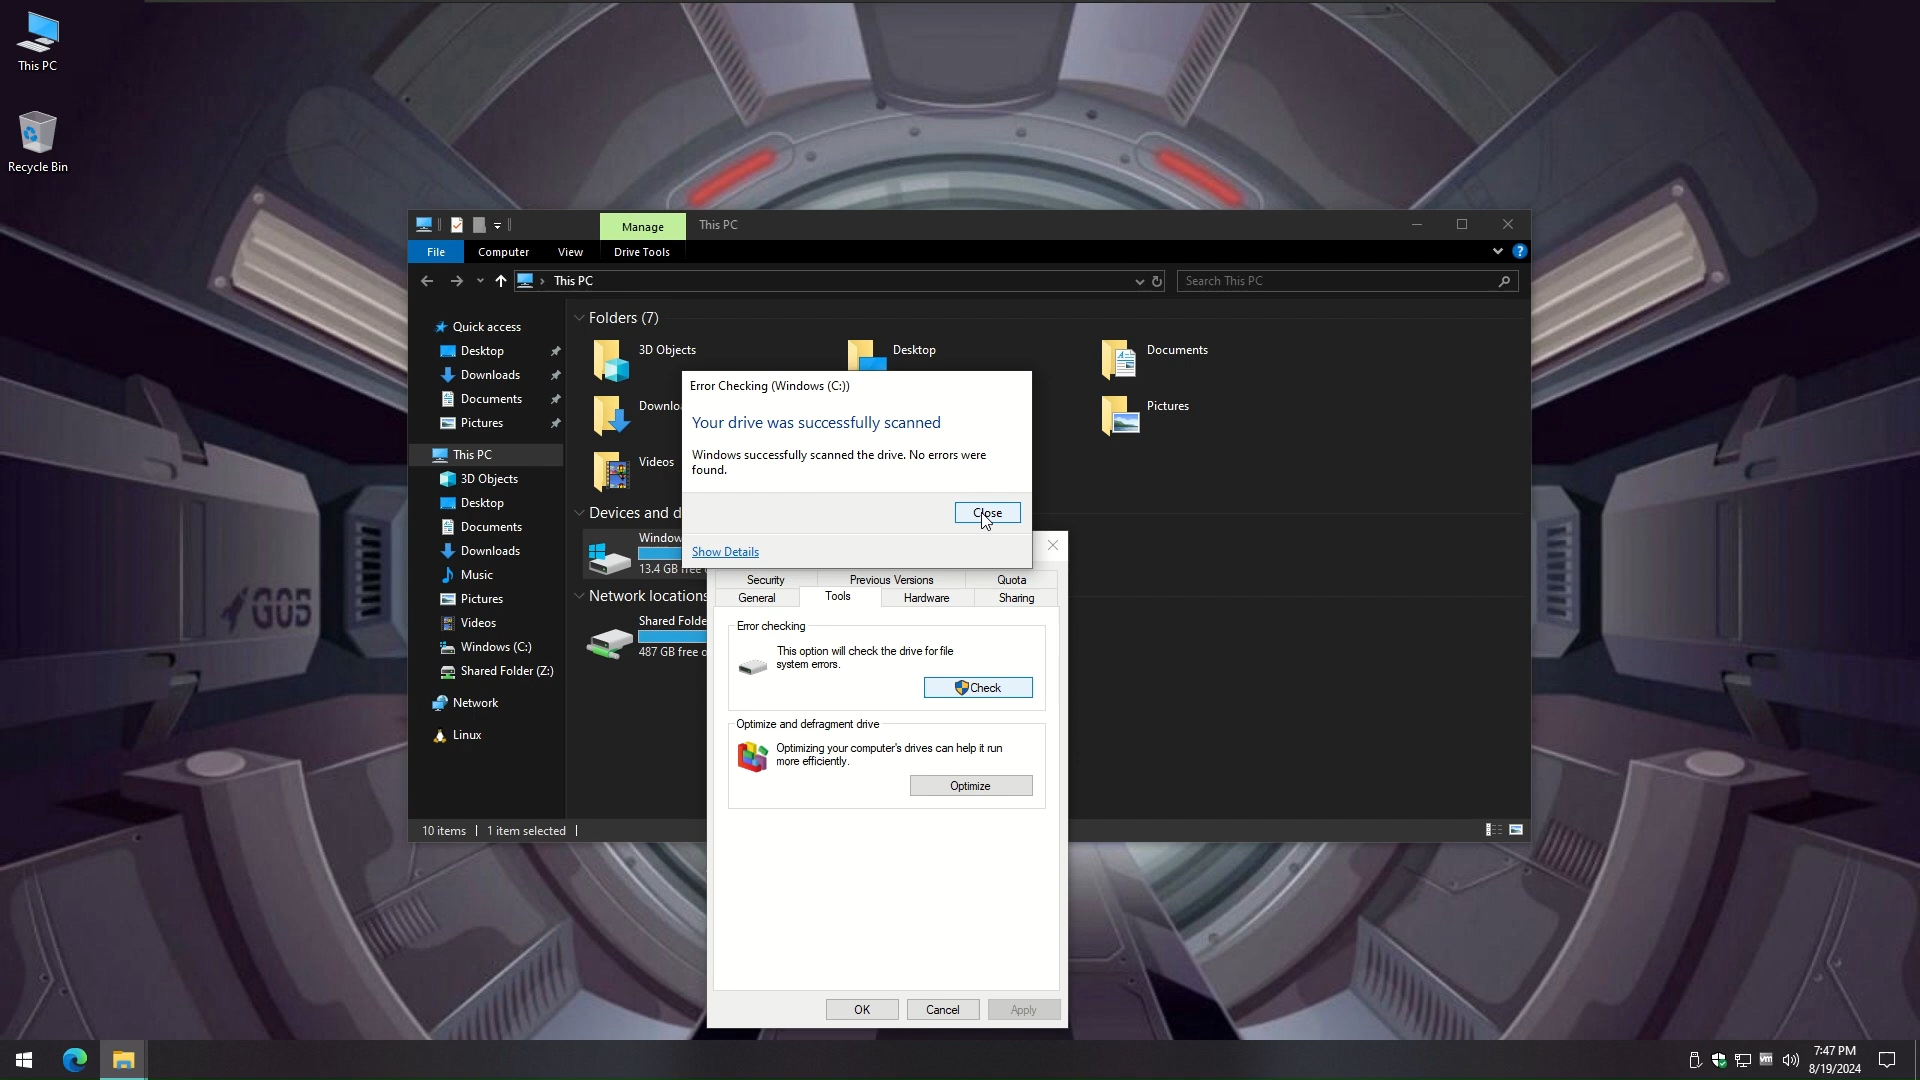 This PC
Recycle Bin
Manage
This PC
File
Computer
View
Drive Tools
This PC
Search This PC
Quick access
Desktop
Downloads
Documents
Pictures
This PC
3D Objects
Desktop
Documents
Downloads
Music
Pictures
Videos
Windows (C:)
Shared Folder (Z:)
Network
Linux
Folders (7)
3D Objects
Desktop
Documents
Pictures
Videos
Devices and
13.4 GB free
Network locations
Shared
487 GB free
10 items
1 item selected
Error Checking (Windows (C:))
Your drive was successfully scanned
Windows successfully scanned the drive. No errors were
found.
Close
Show Details
Security
Previous Versions
Quota
General
Tools
Hardware
Sharing
Error checking
This option will check the drive for file
system errors.
Check
Optimize and defragment drive
Optimizing your computer's drives can help it run
more efficiently.
Optimize
OK
Cancel
Apply
G05
vm
7:47 PM
8/19/2024